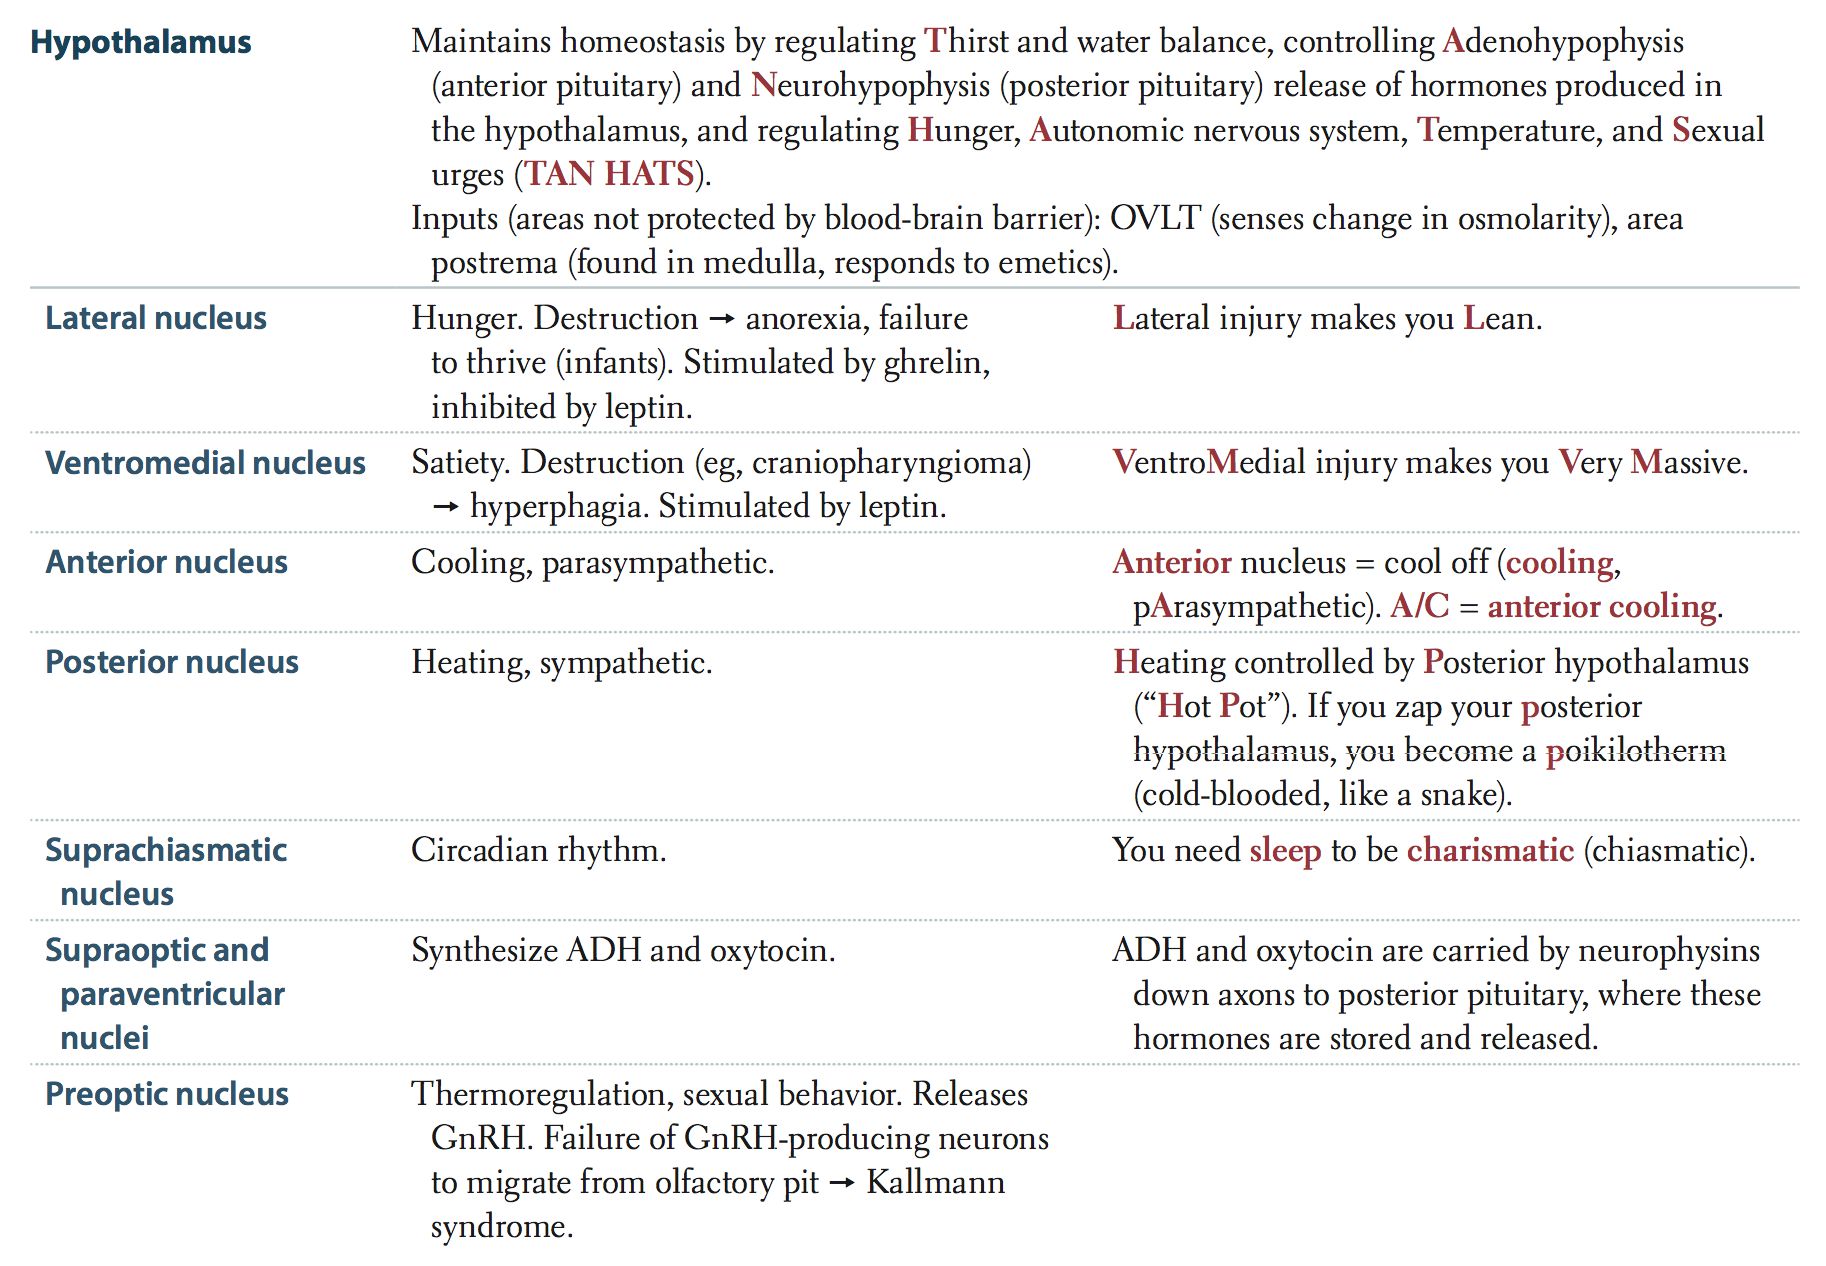 Hypothalamus
Maintains homeostasis by regulating Thirst and water balance, controlling Adenohypophysis
(anterior pituitary) and Neurohypophysis (posterior pituitary) release of hormones produced in
the hypothalamus, and regulating Hunger, Autonomic nervous system, Temperature, and Sexual
urges (TAN HATS).
Inputs (areas not protected by blood-brain barrier): OVLT (senses change in osmolarity), area
postrema (found in medulla, responds to emetics).
Lateral nucleus
Hunger. Destruction → anorexia, failure
to thrive (infants). Stimulated by ghrelin,
inhibited by leptin.
Lateral injury makes you Lean.
Ventromedial nucleus
Satiety. Destruction (eg, craniopharyngioma)
→ hyperphagia. Stimulated by leptin.
VentroMedial injury makes you Very Massive.
Anterior nucleus
Cooling, parasympathetic.
Anterior nucleus = cool off (cooling,
pArasympathetic). A/C = anterior cooling.
Posterior nucleus
Heating, sympathetic.
Heating controlled by Posterior hypothalamus
(“Hot Pot”). If you zap your posterior
hypothalamus, you become a poikilotherm
(cold-blooded, like a snake).
Suprachiasmatic
nucleus
Circadian rhythm.
You need sleep to be charismatic (chiasmatic).
Supraoptic and
paraventricular
nuclei
Synthesize ADH and oxytocin.
ADH and oxytocin are carried by neurophysins
down axons to posterior pituitary, where these
hormones are stored and released.
Preoptic nucleus
Thermoregulation, sexual behavior. Releases
GnRH. Failure of GnRH-producing neurons
to migrate from olfactory pit → Kallmann
syndrome.